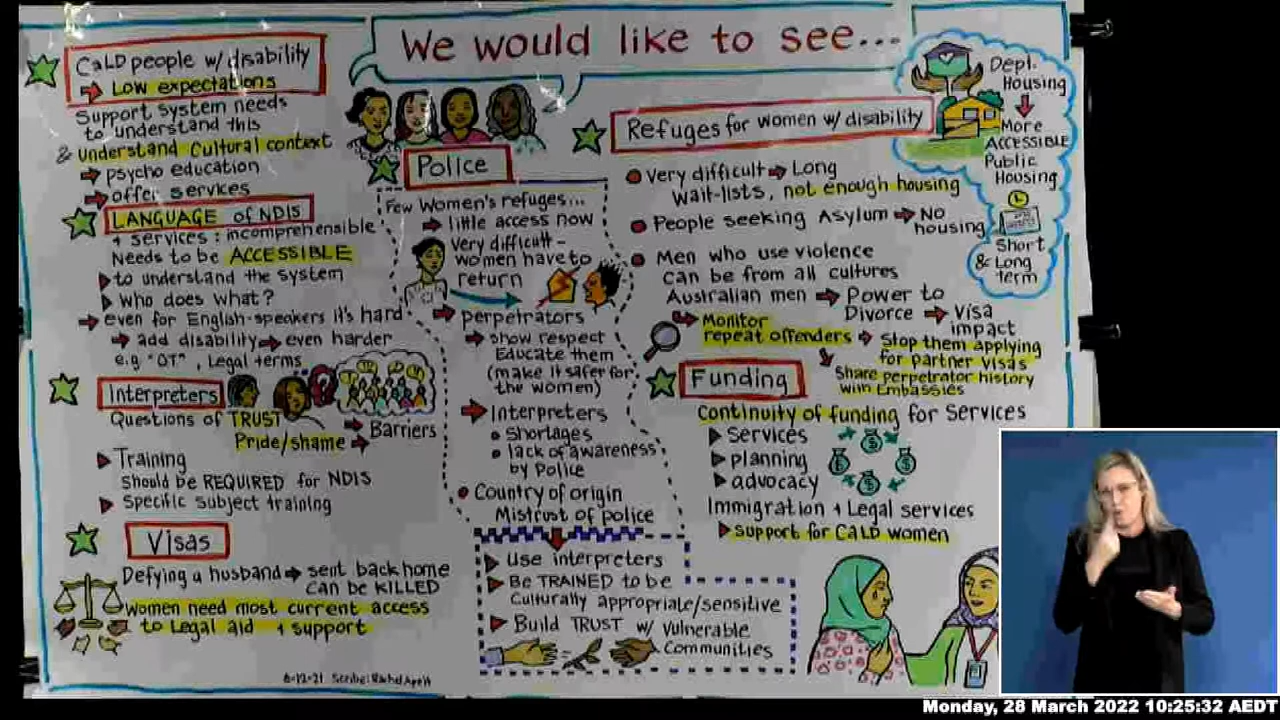 We would like to see...
CaLD people w/ disability
Low expectations
Support system needs
to understand this
& understand cultural context
psycho education
offer services
LANGUAGE of NDIS
+ services : incomprehensible
Needs to be ACCESSIBLE
to understand the system
Who does what?
even for English-speakers it's hard
add disability even harder
e.g "OT", Legal terms
Interpreters
Questions of TRUST
Pride/shame
Barriers
Training
should be REQUIRED for NDIS
Specific subject training
Visas
Defying a husband sent back home
can be KILLED
Women need most current access
to Legal aid + support
6-12-21 Scribe:
Police
Few Women's refuges...
little access now
Very difficult -
women have to
return
perpetrators
show respect
Educate them
(make it safer for
the women)
Interpreters
Shortages
lack of awareness
by police
Country of origin
Mistrust of police
Use interpreters
Be TRAINED to be
Culturally appropriate/sensitive
Build TRUST w/ vulnerable
Communities
Refuges for women w/ disability
Very difficult Long
Wait-lists, not enough housing
People seeking Asylum No
housing
Men who use violence
can be from all cultures
Australian men Power to
Divorce Visa
impact
Monitor
repeat offenders Stop them applying
for partner visas
Share perpetrator history
with Embassies
Dept.
Housing
More
ACCESSIBLE
Public
Housing
Short
& Long
term
Funding
Continuity of funding for Services
Services
planning
advocacy
Immigration + Legal services
support for CaLD women
Monday, 28 March 2022 10:25:32 AEDT